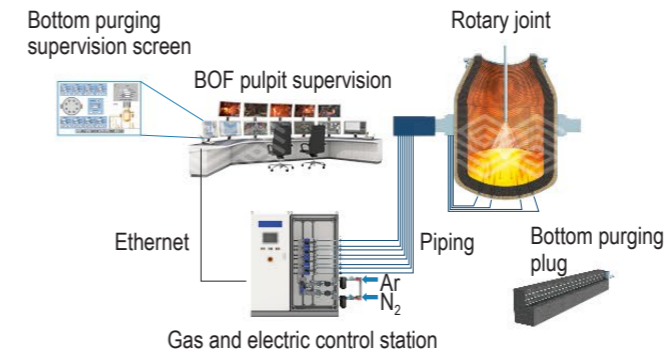 Bottom purging
supervision screen
Rotary joint
BOF pulpit supervision
Ethernet
Piping
Bottom purging
plug
Ar
N₂
Gas and electric control station